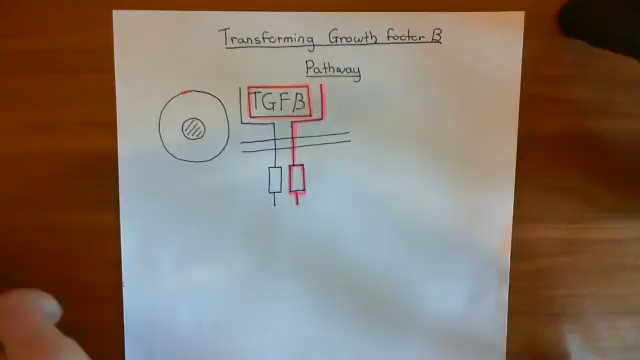 Transforming Growth factor β
Pathway
TGFβ